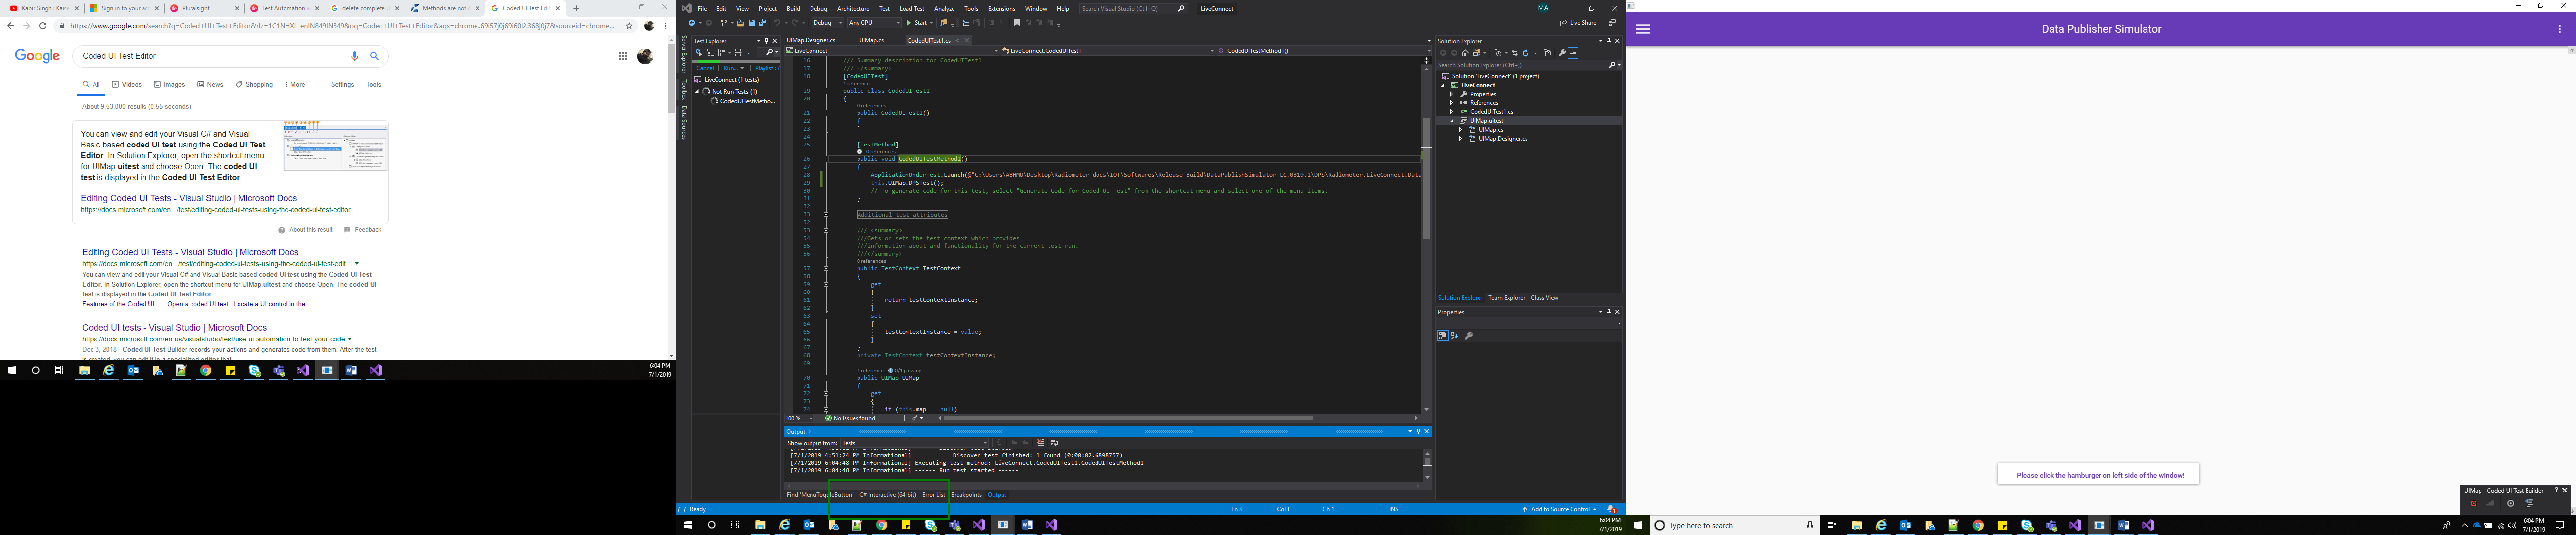 Kabir Singh | Kaise
Sign in to your acc
Pluralsight
Test Automation w
delete complete U
Methods are not v
Coded UI Test Edi
https://www.google.com/search?q=Coded+UI+Test+Editor&rlz=1C1NHXL_enIN849IN849&oq=Coded+UI+Test+Editor&aqs=chrome..69i57j0j69i60l2.368j0j7&sourceid=chrome...
Google
Coded UI Test Editor
All Videos Images News Shopping More Settings Tools
About 9,53,000 results (0.55 seconds)
You can view and edit your Visual C# and Visual
Basic-based coded UI test using the Coded UI Test
Editor. In Solution Explorer, open the shortcut menu
for UIMap.uitest and choose Open. The coded UI
test is displayed in the Coded UI Test Editor.
Editing Coded UI Tests - Visual Studio | Microsoft Docs
https://docs.microsoft.com/en.../test/editing-coded-ui-tests-using-the-coded-ui-test-editor
About this result Feedback
Editing Coded UI Tests - Visual Studio | Microsoft Docs
https://docs.microsoft.com/en.../test/editing-coded-ui-tests-using-the-coded-ui-test-edit...
You can view and edit your Visual C# and Visual Basic-based coded UI test using the Coded UI Test
Editor. In Solution Explorer, open the shortcut menu for UIMap.uitest and choose Open. The coded UI
test is displayed in the Coded UI Test Editor.
Features of the Coded UI ... · Open a coded UI test · Locate a UI control in the ...
Coded UI tests - Visual Studio | Microsoft Docs
https://docs.microsoft.com/en-us/visualstudio/test/use-ui-automation-to-test-your-code
Dec 3, 2018 - Coded UI Test Builder records your actions and generates code from them. After the test
is created, you can edit it in a specialized editor that
6:04 PM
7/1/2019
File Edit View Project Build Debug Architecture Test Load Test Analyze Tools Extensions Window Help Search Visual Studio (Ctrl+Q) LiveConnect MA
Debug Any CPU Start Live Share
Server Explorer
Toolbox
Data Sources
Test Explorer
Cancel | Run... | Playlist : A
LiveConnect (1 tests)
Not Run Tests (1)
CodedUITestMetho...
UIMap.Designer.cs UIMap.cs CodedUITest1.cs
LiveConnect LiveConnect.CodedUITest1 CodedUITestMethod1()
16 /// Summary description for CodedUITest1
17 /// </summary>
18 [CodedUITest]
1 reference
19 public class CodedUITest1
20 {
0 references
21 public CodedUITest1()
22 {
23 }
24
25 [TestMethod]
| 0 references
26 public void CodedUITestMethod1()
27 {
28 ApplicationUnderTest.Launch(@"C:\Users\ABHMU\Desktop\Radiometer docs\IOT\Softwares\Release_Build\DataPublishSimulator-LC.0319.1\DPS\Radiometer.LiveConnect.Data
29 this.UIMap.DPSTest();
30 // To generate code for this test, select "Generate Code for Coded UI Test" from the shortcut menu and select one of the menu items.
31 }
32
33 Additional test attributes
52
53 /// <summary>
54 ///Gets or sets the test context which provides
55 ///information about and functionality for the current test run.
56 ///</summary>
0 references
57 public TestContext TestContext
58 {
59 get
60 {
61 return testContextInstance;
62 }
63 set
64 {
65 testContextInstance = value;
66 }
67 }
68 private TestContext testContextInstance;
69
1 reference | 0/1 passing
70 public UIMap UIMap
71 {
72 get
73 {
74 if (this.map == null)
100 % No issues found
Output
Show output from: Tests
[7/1/2019 4:51:24 PM Informational] ========== Discover test finished: 1 found (0:00:02.6898757) ==========
[7/1/2019 6:04:48 PM Informational] Executing test method: LiveConnect.CodedUITest1.CodedUITestMethod1
[7/1/2019 6:04:48 PM Informational] ------ Run test started ------
Find 'MenuToggleButton' C# Interactive (64-bit) Error List Breakpoints Output
Ready Ln 3 Col 1 Ch 1 INS Add to Source Control 1
Solution Explorer
Search Solution Explorer (Ctrl+;)
Solution 'LiveConnect' (1 project)
LiveConnect
Properties
References
CodedUITest1.cs
UIMap.uitest
UIMap.cs
UIMap.Designer.cs
Solution Explorer Team Explorer Class View
Properties
6:04 PM
7/1/2019
Data Publisher Simulator
Please click the hamburger on left side of the window!
UIMap - Coded UI Test Builder ?
Type here to search
6:04 PM
7/1/2019